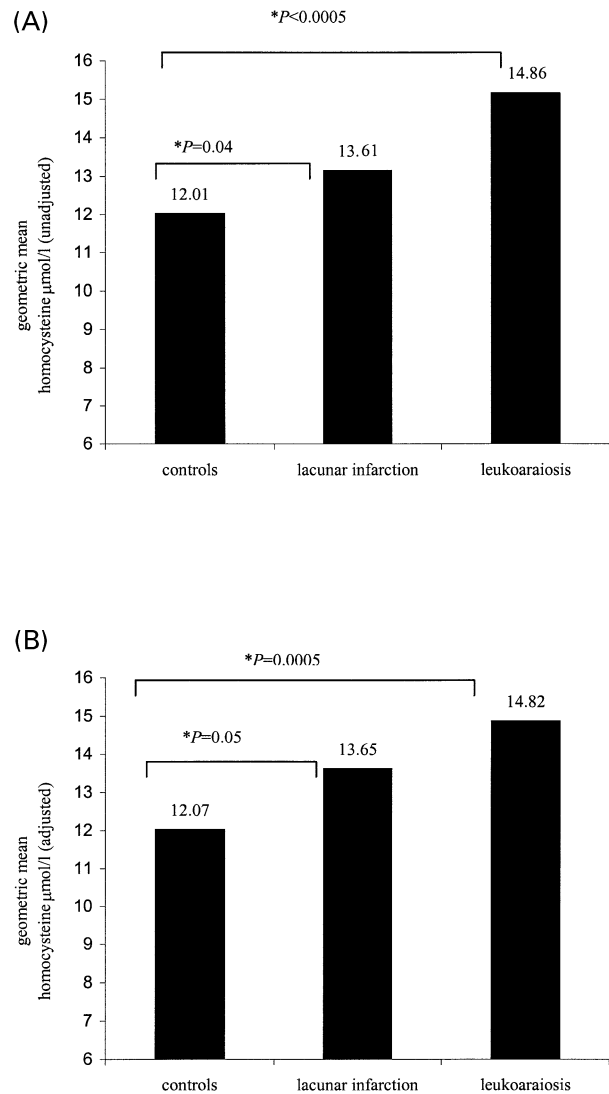 (A)
*P<0.0005
16
15
14
13
12
11
10
9
8
7
6
geometric mean
homocysteine µmol/l (unadjusted)
14.86
*P=0.04
13.61
12.01
controls lacunar infarction leukoaraiosis
(B)
*P=0.0005
16
15
14
13
12
11
10
9
8
7
6
geometric mean
homocysteine µmol/l (adjusted)
14.82
*P=0.05
13.65
12.07
controls lacunar infarction leukoaraiosis